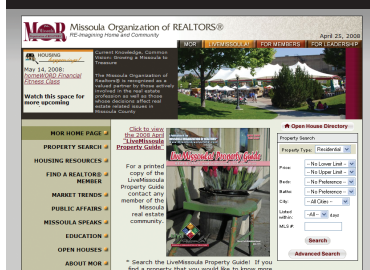 MOR
Missoula Organization of REALTORS®
RE-Imagining Home and Community
April 25, 2008
MOR
LIVEMISSOULA!
FOR MEMBERS
FOR LEADERSHIP
HOUSING
May 14, 2008:
homeWORD Financial
Fitness Class
Watch this space for
more upcoming
Current Knowledge, Common
Vision: Growing a Missoula to
Treasure
The Missoula Organization of
Realtors® is recognized as a
valued partner by those actively
involved in the real estate
profession as well as those
whose decisions affect real
estate related issues in
Missoula County
MOR HOME PAGE
PROPERTY SEARCH
HOUSING RESOURCES
FIND A REALTOR®
MEMBER
MARKET TRENDS
PUBLIC AFFAIRS
MISSOULA SPEAKS
EDUCATION
OPEN HOUSES
ABOUT MOR
Click to view
the 2008 April
"LiveMissoula
Property Guide"
For a printed
copy of the
LiveMissoula
Property Guide
contact any
member of the
Missoula
real estate
community.
LiveMissoula Property Guide
* Search the LiveMissoula Property Guide! If you
find a property that you would like to know more
Open House Directory
Property Search
Property Type: Residential
Price:
-- No Lower Limit --
-- No Upper Limit --
Beds: -- No Preference --
Baths: -- No Preference --
City: -- All Cities --
Listed
within: --All-- days
MLS #:
Search
Advanced Search